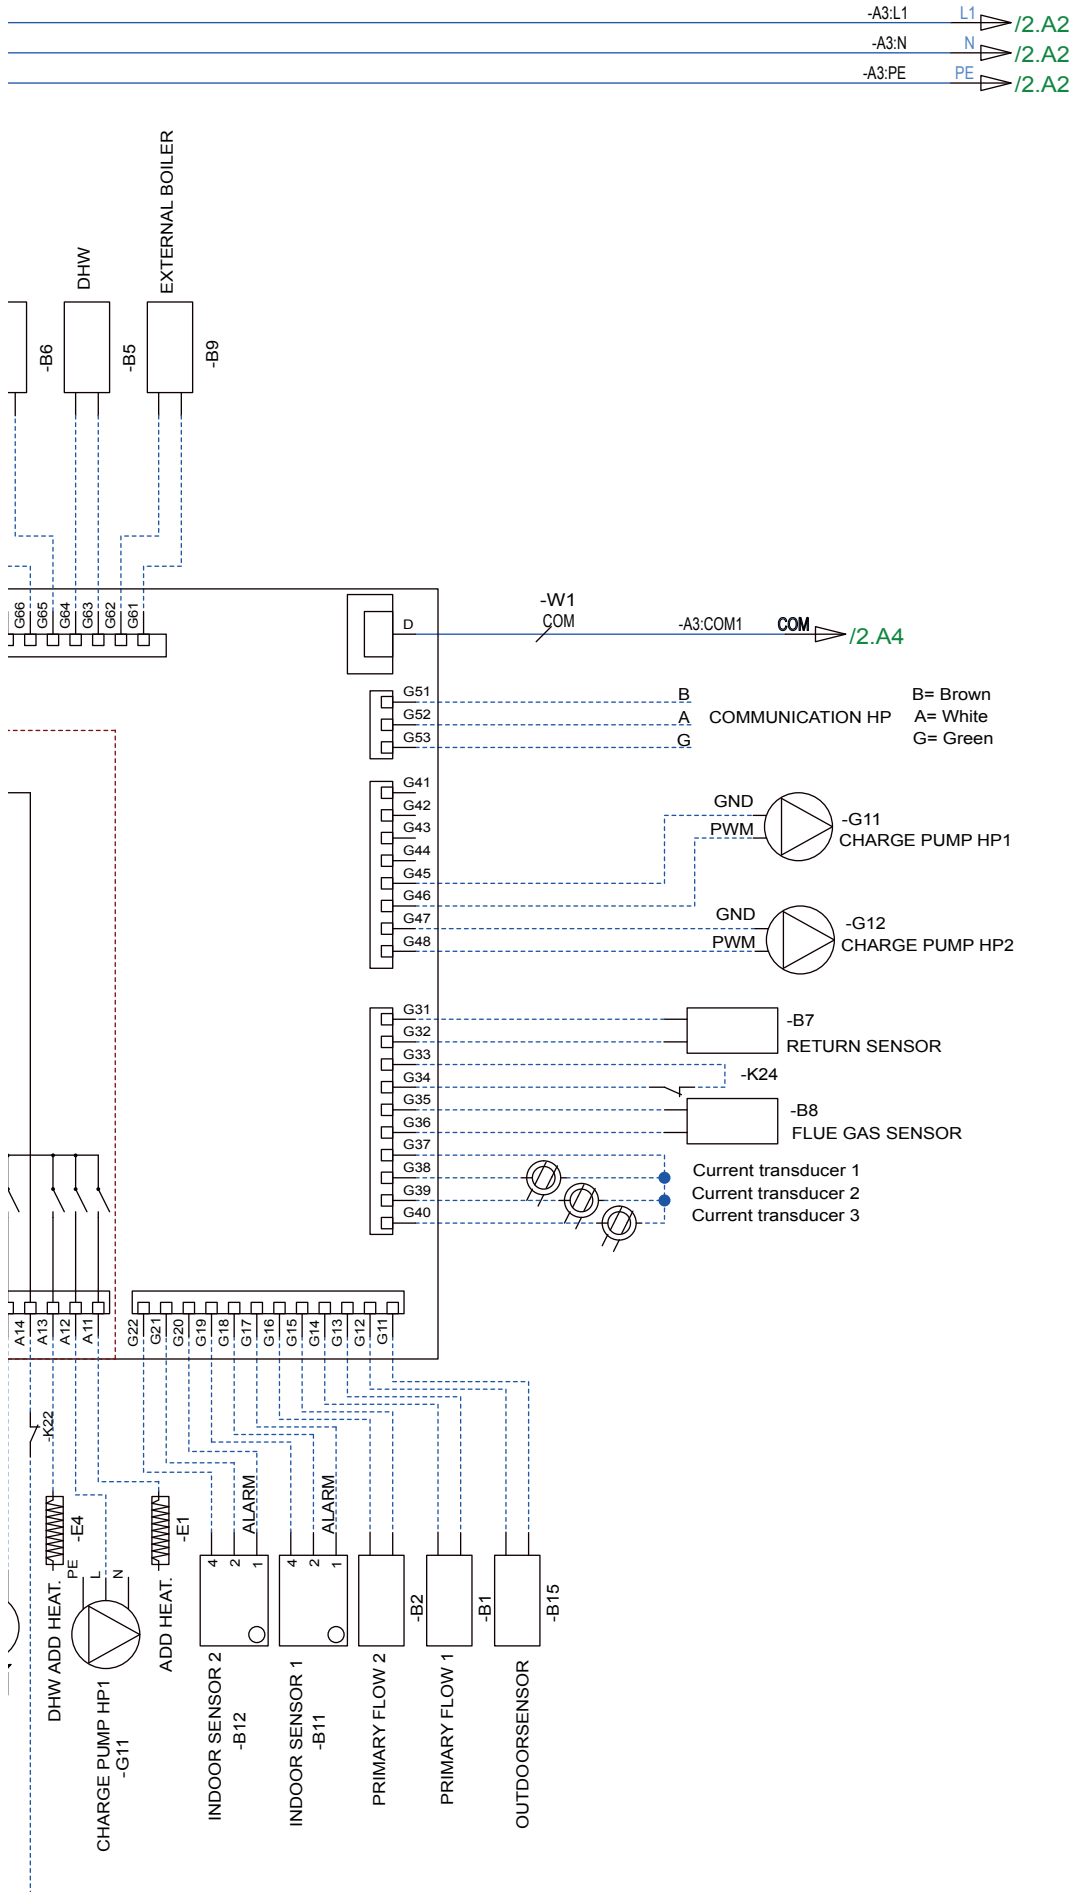 -A3:L1 L1 /2.A2
-A3:N N /2.A2
-A3:PE PE /2.A2
EXTERNAL BOILER
DHW
-B6
-B5
-B9
G66
G65
G64
G63
G62
G61
D
-W1
COM
-A3:COM1
COM
/2.A4
G51
G52
G53
B
A
G
COMMUNICATION HP
B= Brown
A= White
G= Green
G41
G42
G43
G44
G45
G46
G47
G48
GND
PWM
-G11
CHARGE PUMP HP1
GND
PWM
-G12
CHARGE PUMP HP2
G31
G32
G33
G34
G35
G36
G37
G38
G39
G40
-B7
RETURN SENSOR
-K24
-B8
FLUE GAS SENSOR
Current transducer 1
Current transducer 2
Current transducer 3
A14
A13
A12
A11
G22
G21
G20
G19
G18
G17
G16
G15
G14
G13
G12
G11
-K22
-E4
DHW ADD HEAT.
PE
L
N
CHARGE PUMP HP1
-G11
-E1
ADD HEAT.
ALARM
4
2
1
INDOOR SENSOR 2
-B12
ALARM
4
2
1
INDOOR SENSOR 1
-B11
-B2
PRIMARY FLOW 2
-B1
PRIMARY FLOW 1
-B15
OUTDOORSENSOR